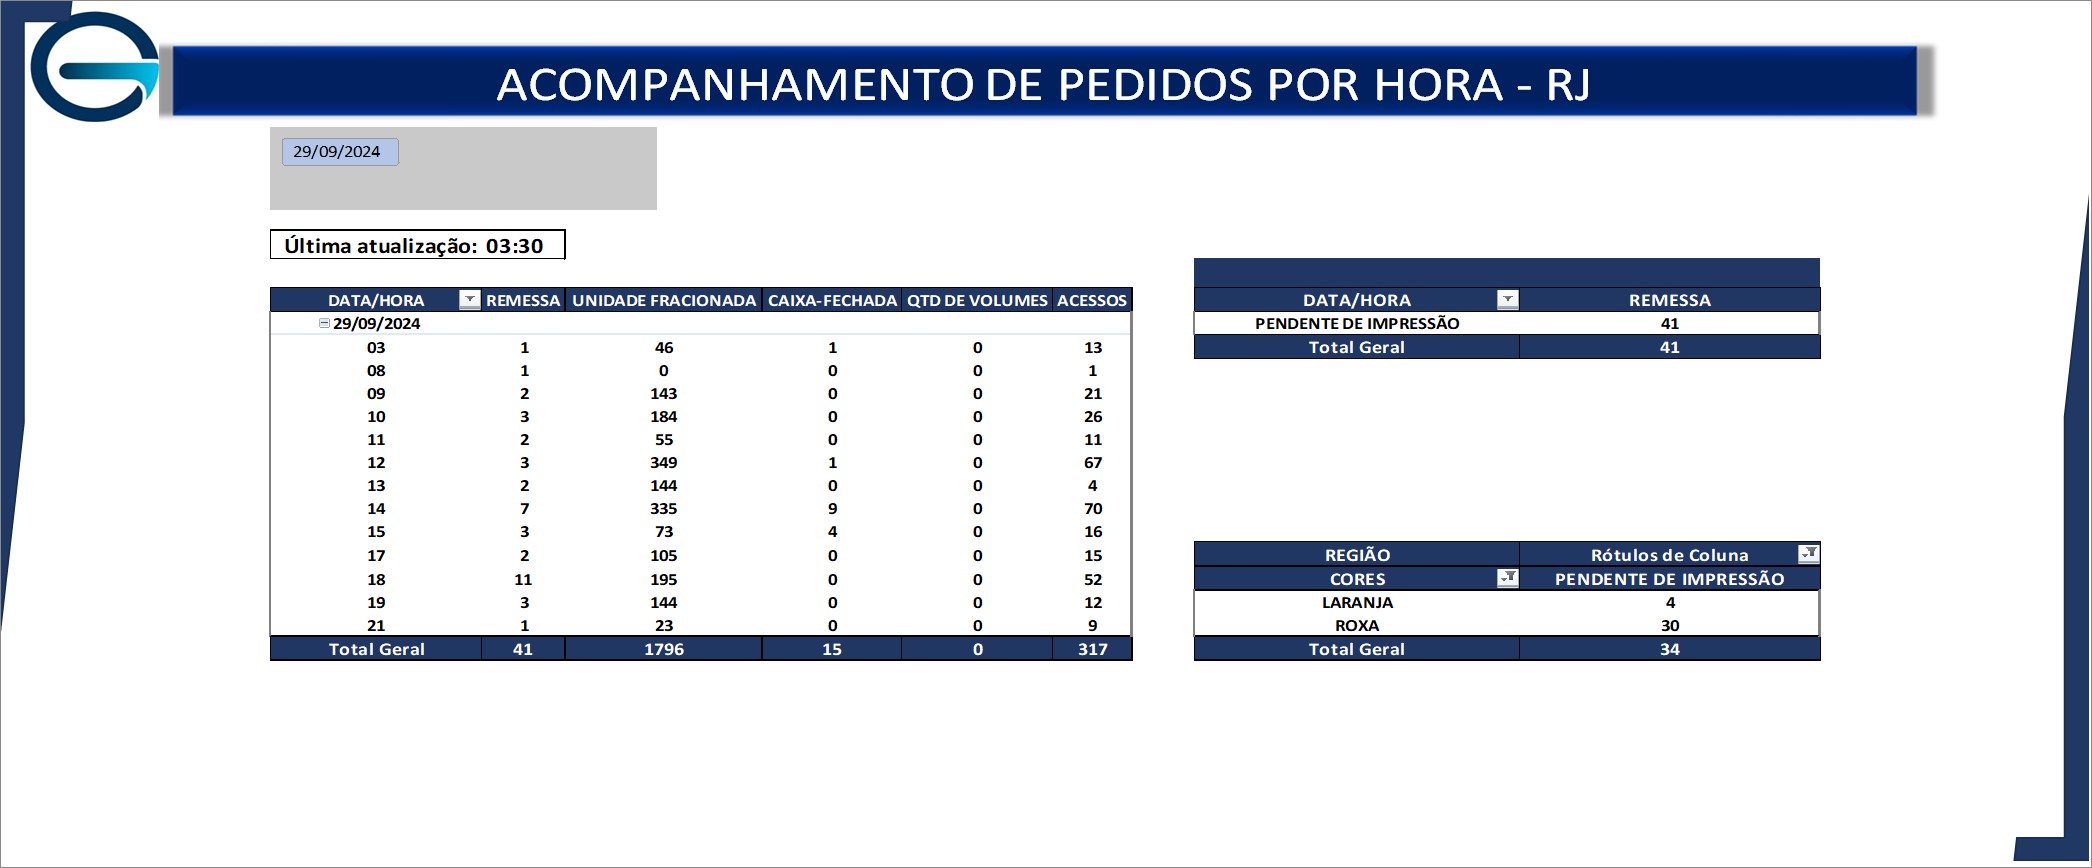 ACOMPANHAMENTO DE PEDIDOS POR HORA - RJ
29/09/2024
Última atualização: 03:30
DATA/HORA REMESSA UNIDADE FRACIONADA CAIXA-FECHADA QTD DE VOLUMES ACESSOS
29/09/2024
03 1 46 1 0 13
08 1 0 0 0 1
09 2 143 0 0 21
10 3 184 0 0 26
11 2 55 0 0 11
12 3 349 1 0 67
13 2 144 0 0 4
14 7 335 9 0 70
15 3 73 4 0 16
17 2 105 0 0 15
18 11 195 0 0 52
19 3 144 0 0 12
21 1 23 0 0 9
Total Geral 41 1796 15 0 317
DATA/HORA REMESSA
PENDENTE DE IMPRESSÃO 41
Total Geral 41
REGIÃO Rótulos de Coluna
CORES PENDENTE DE IMPRESSÃO
LARANJA 4
ROXA 30
Total Geral 34